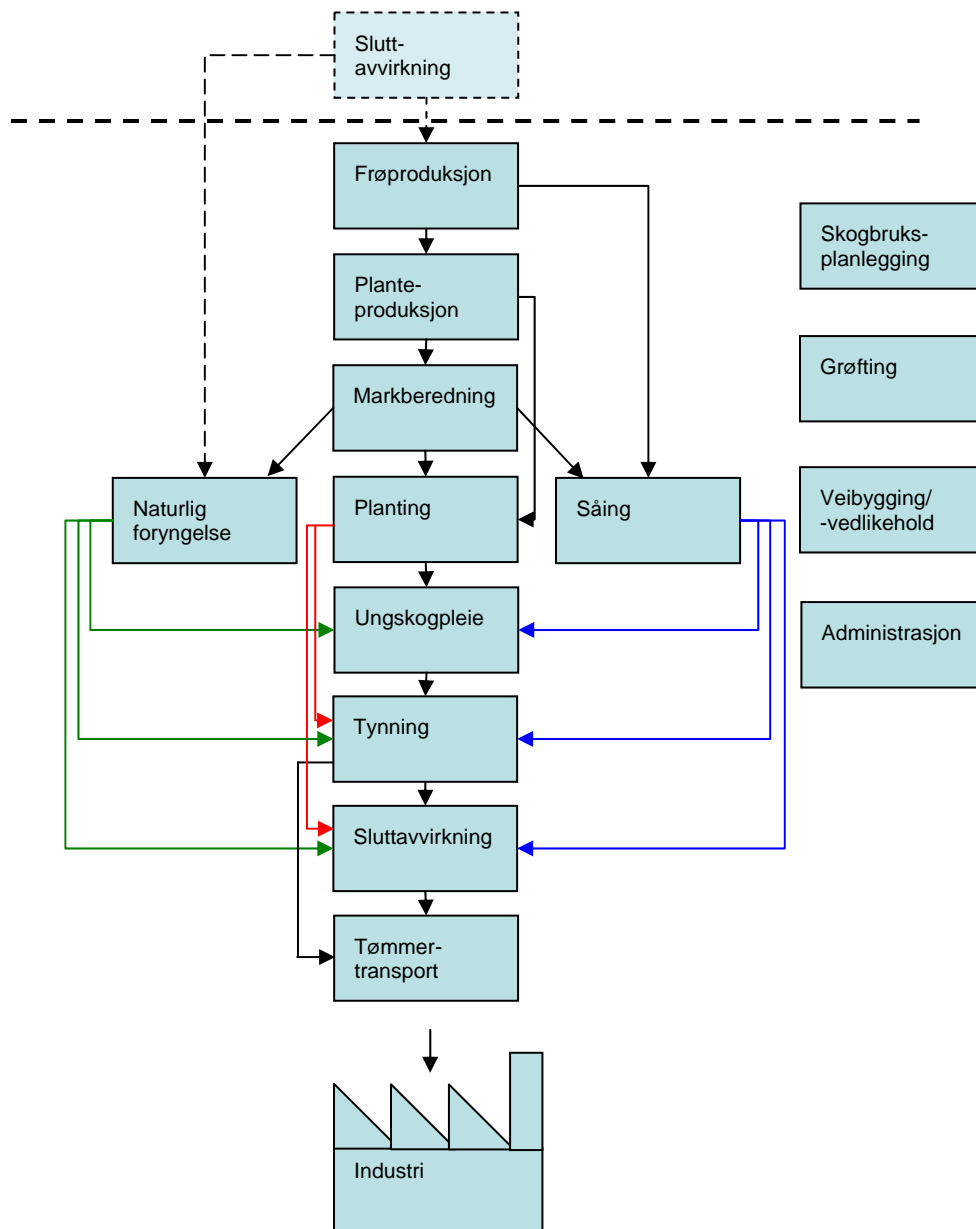 Slutt-
avvirkning
Frøproduksjon
Skogbruks-
planlegging
Plante-
produksjon
Grøfting
Markberedning
Naturlig
foryngelse
Planting
Såing
Veibygging/
-vedlikehold
Ungskogpleie
Administrasjon
Tynning
Sluttavvirkning
Tømmer-
transport
Industri